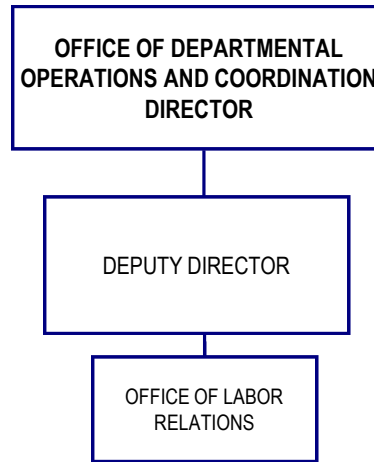 OFFICE OF DEPARTMENTAL
OPERATIONS AND COORDINATION
DIRECTOR
DEPUTY DIRECTOR
OFFICE OF LABOR
RELATIONS